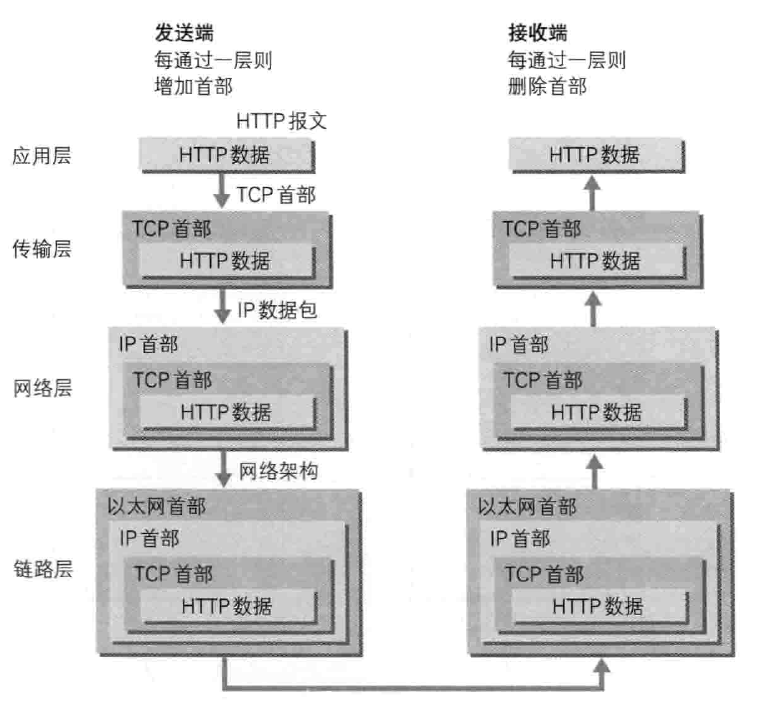 发送端
每通过一层则
增加首部
接收端
每通过一层则
删除首部
HTTP 报文
应用层
HTTP 数据
HTTP 数据
TCP 首部
传输层
TCP 首部
HTTP 数据
TCP 首部
HTTP 数据
IP 数据包
网络层
IP 首部
TCP 首部
HTTP 数据
IP 首部
TCP 首部
HTTP 数据
网络架构
链路层
以太网首部
IP 首部
TCP 首部
HTTP 数据
以太网首部
IP 首部
TCP 首部
HTTP 数据